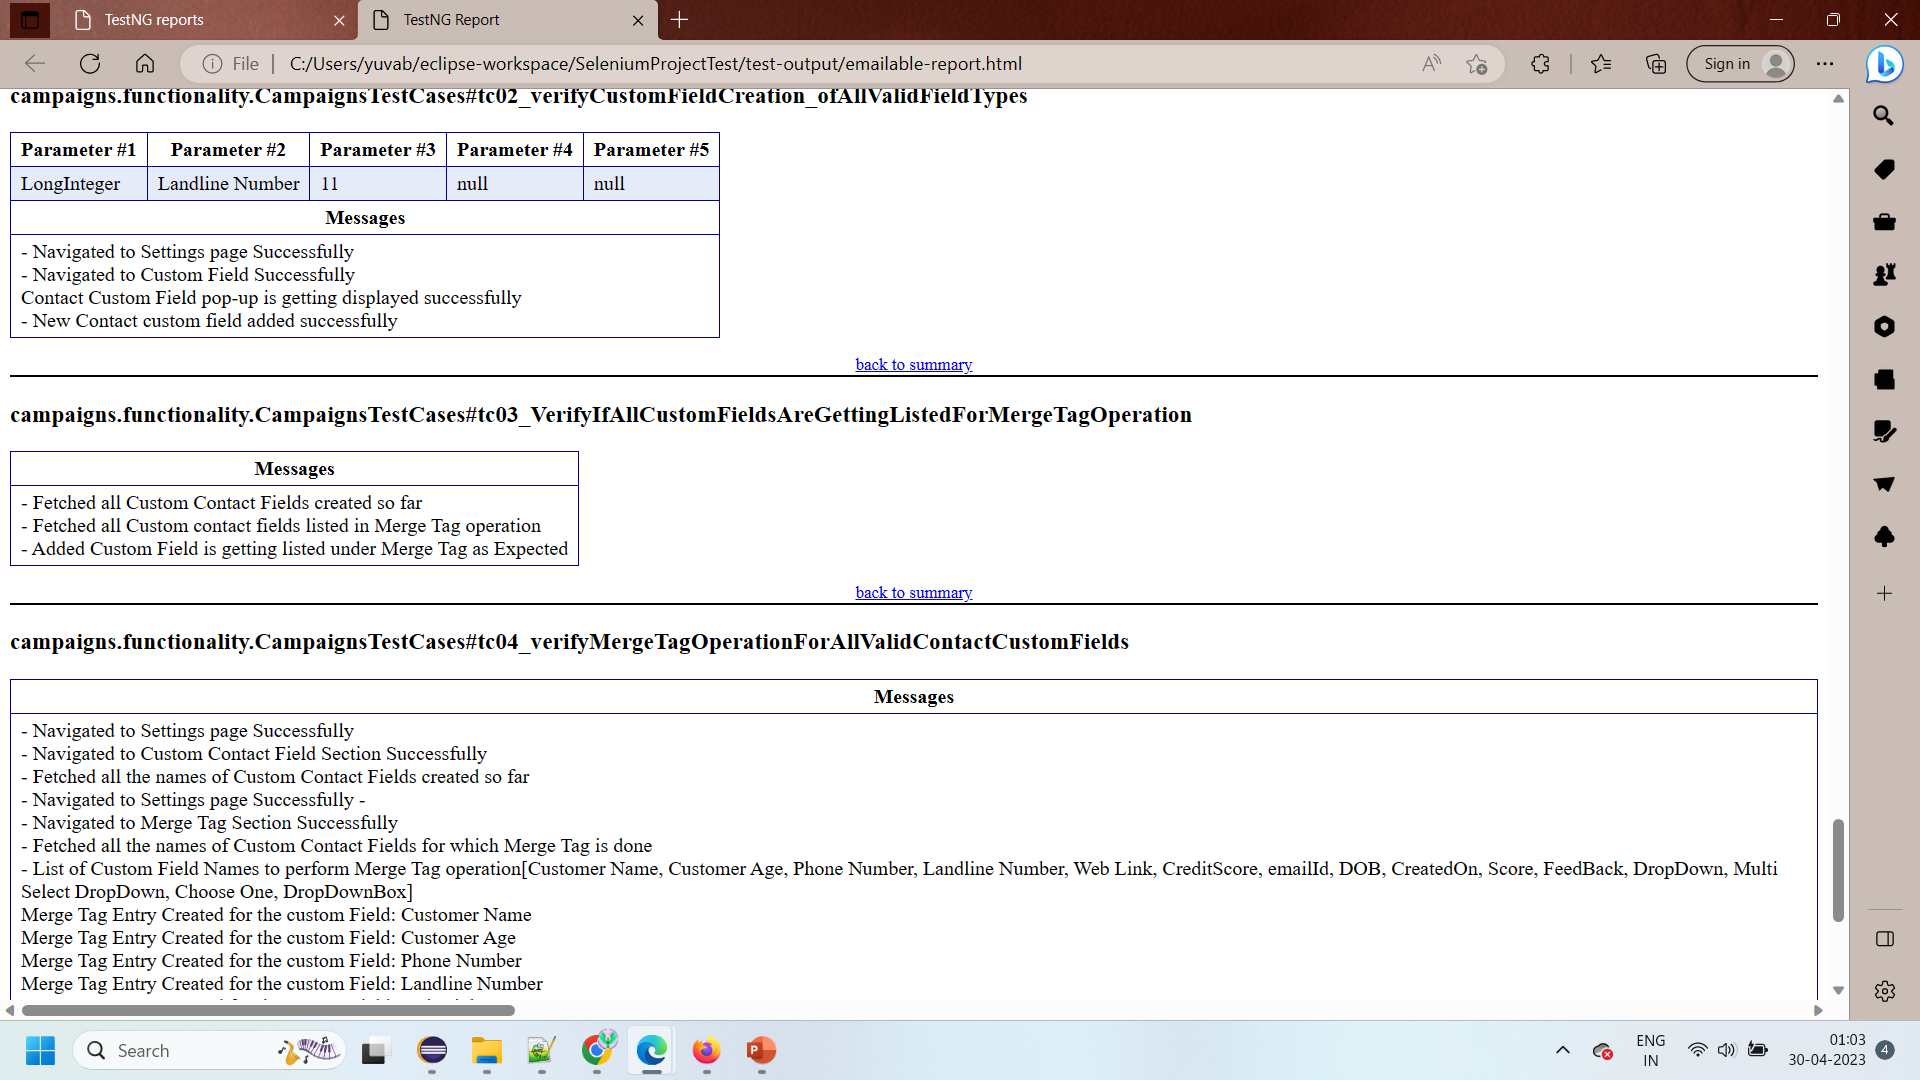 TestNG reports
TestNG Report
File
C:/Users/yuvab/eclipse-workspace/SeleniumProjectTest/test-output/emailable-report.html
Sign in
campaigns.functionality.CampaignsTestCases#tc02_verifyCustomFieldCreation_ofAllValidFieldTypes
Parameter #1 Parameter #2 Parameter #3 Parameter #4 Parameter #5
LongInteger Landline Number 11 null null
Messages
- Navigated to Settings page Successfully
- Navigated to Custom Field Successfully
Contact Custom Field pop-up is getting displayed successfully
- New Contact custom field added successfully
back to summary
campaigns.functionality.CampaignsTestCases#tc03_VerifyIfAllCustomFieldsAreGettingListedForMergeTagOperation
Messages
- Fetched all Custom Contact Fields created so far
- Fetched all Custom contact fields listed in Merge Tag operation
- Added Custom Field is getting listed under Merge Tag as Expected
back to summary
campaigns.functionality.CampaignsTestCases#tc04_verifyMergeTagOperationForAllValidContactCustomFields
Messages
- Navigated to Settings page Successfully
- Navigated to Custom Contact Field Section Successfully
- Fetched all the names of Custom Contact Fields created so far
- Navigated to Settings page Successfully -
- Navigated to Merge Tag Section Successfully
- Fetched all the names of Custom Contact Fields for which Merge Tag is done
- List of Custom Field Names to perform Merge Tag operation[Customer Name, Customer Age, Phone Number, Landline Number, Web Link, CreditScore, emailId, DOB, CreatedOn, Score, FeedBack, DropDown, Multi
Select DropDown, Choose One, DropDownBox]
Merge Tag Entry Created for the custom Field: Customer Name
Merge Tag Entry Created for the custom Field: Customer Age
Merge Tag Entry Created for the custom Field: Phone Number
Merge Tag Entry Created for the custom Field: Landline Number
Search
ENG
IN
01:03
30-04-2023
4